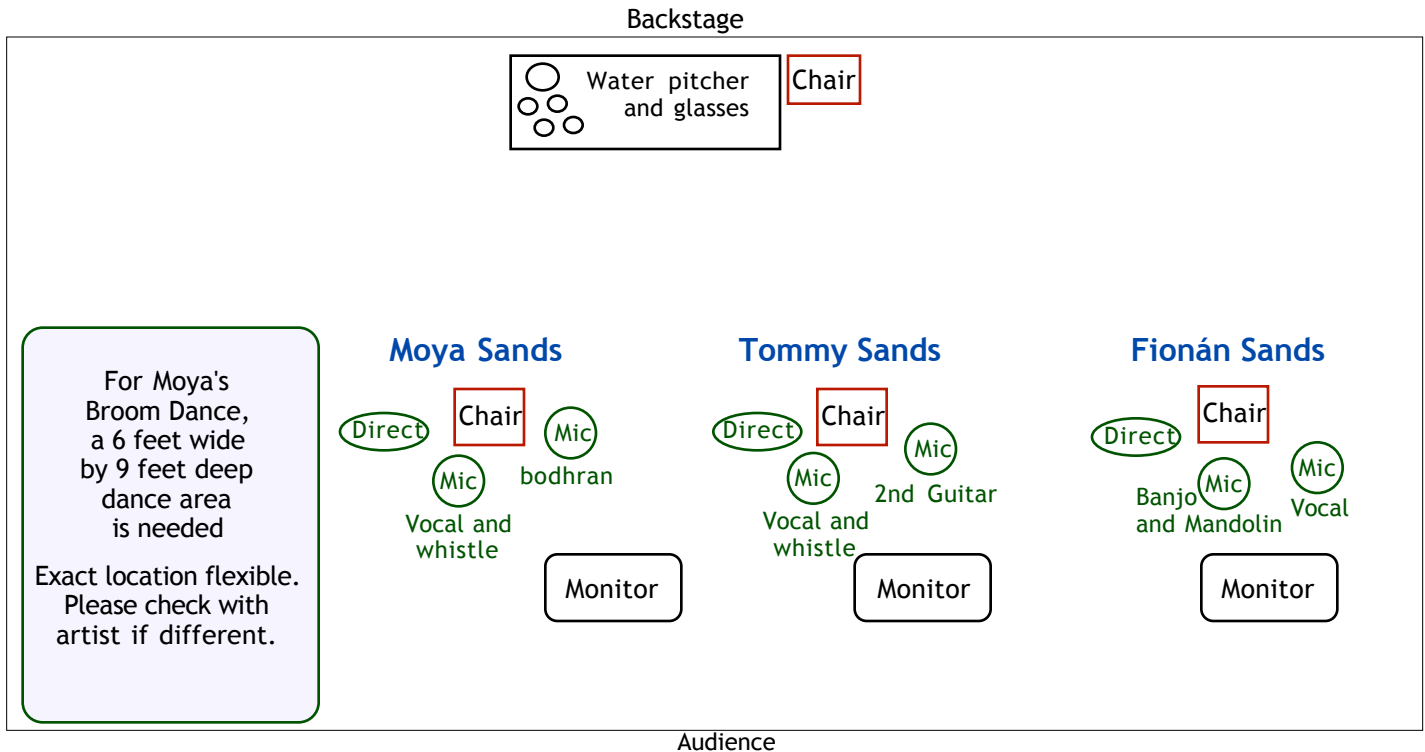 Backstage
Water pitcher
and glasses
Chair
For Moya's
Broom Dance,
a 6 feet wide
by 9 feet deep
dance area
is needed
Exact location flexible.
Please check with
artist if different.
Moya Sands
Direct
Chair
Mic
bodhran
Mic
Vocal and
whistle
Monitor
Tommy Sands
Direct
Chair
Mic
2nd Guitar
Mic
Vocal and
whistle
Monitor
Fionán Sands
Direct
Chair
Banjo
and Mandolin
Mic
Mic
Vocal
Monitor
Audience